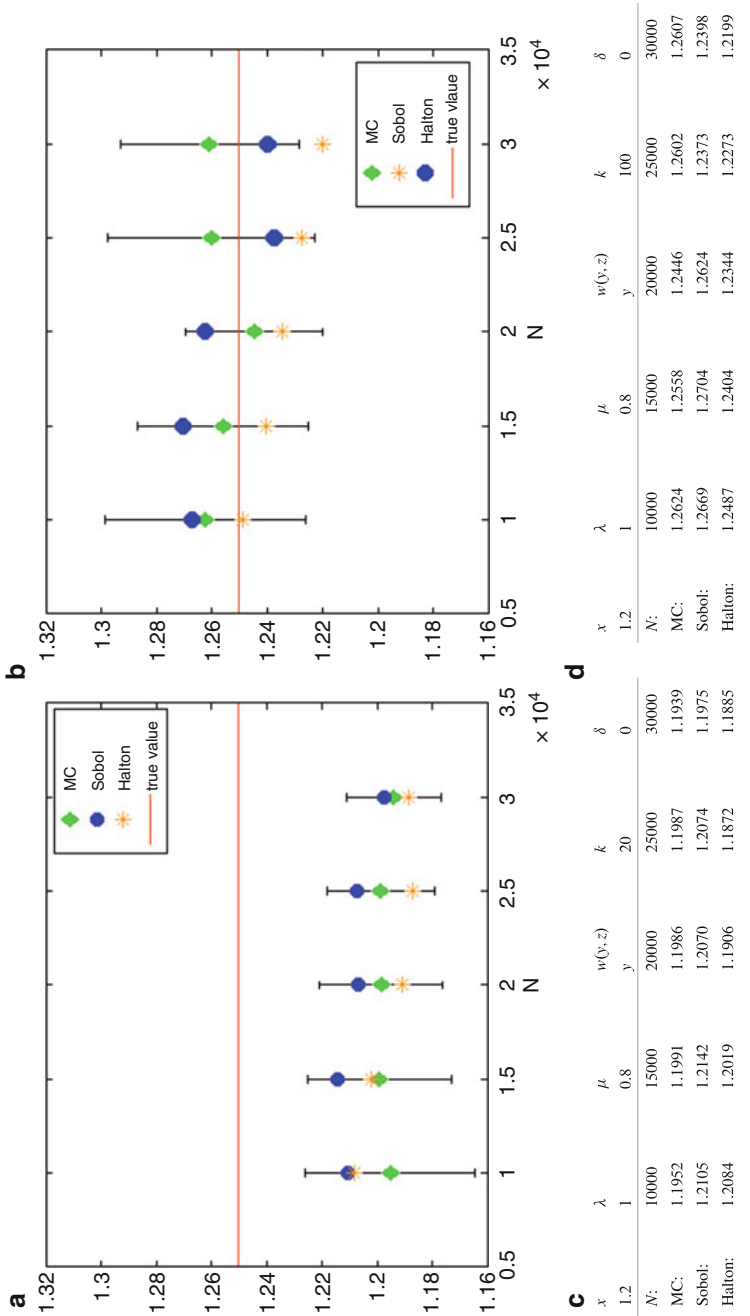 a
1.32
1.3
1.28
1.26
1.24
1.22
1.2
1.18
1.16
0.5 1 1.5 2 2.5 3 3.5
N
× 10⁴
MC
Sobol
Halton
true value
b
1.32
1.3
1.28
1.26
1.24
1.22
1.2
1.18
1.16
0.5 1 1.5 2 2.5 3 3.5
N
× 10⁴
MC
Sobol
Halton
true vlaue
c
x λ μ w(y, z) k δ
1.2 1 0.8 y 20 0
N: 10000 15000 20000 25000 30000
MC: 1.1952 1.1991 1.1986 1.1987 1.1939
Sobol: 1.2105 1.2142 1.2070 1.2074 1.1975
Halton: 1.2084 1.2019 1.1906 1.1872 1.1885
d
x λ μ w(y, z) k δ
1.2 1 0.8 y 100 0
N: 10000 15000 20000 25000 30000
MC: 1.2624 1.2558 1.2446 1.2602 1.2607
Sobol: 1.2669 1.2704 1.2624 1.2373 1.2398
Halton: 1.2487 1.2404 1.2344 1.2273 1.2199